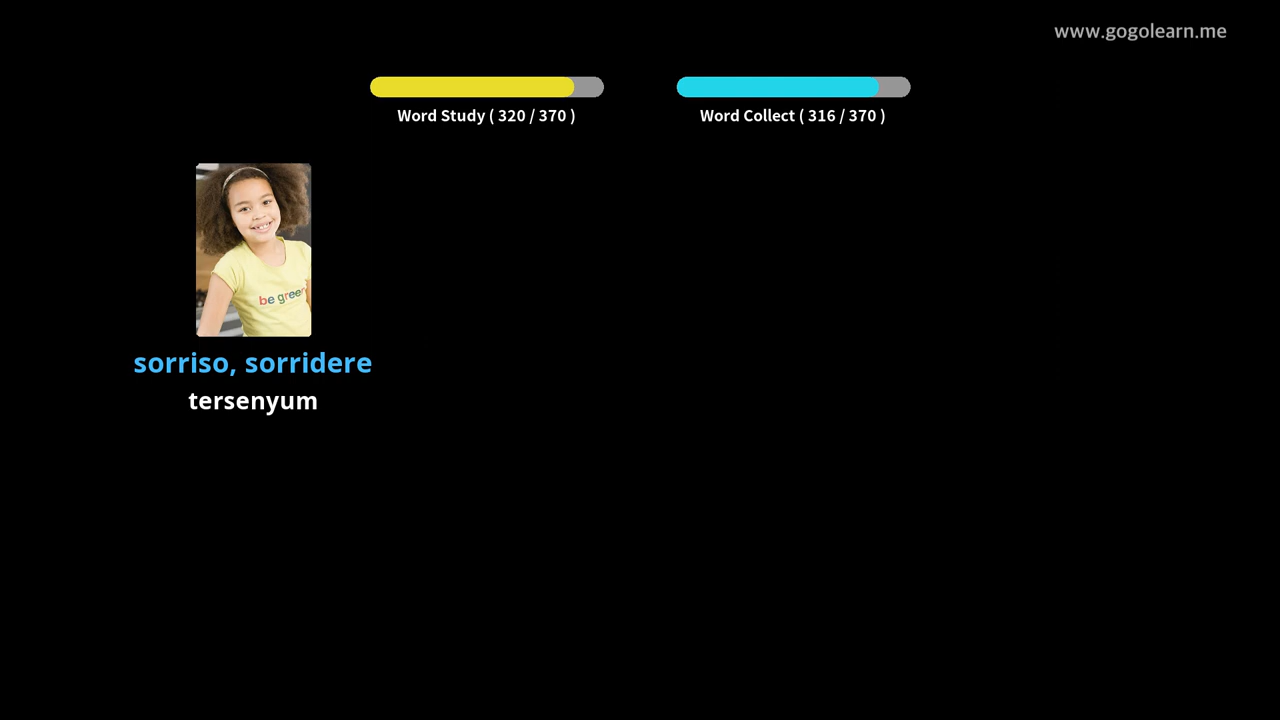 www.gogolearn.me
Word Study ( 320 / 370 )
Word Collect ( 316 / 370 )
be green
sorriso, sorridere
tersenyum